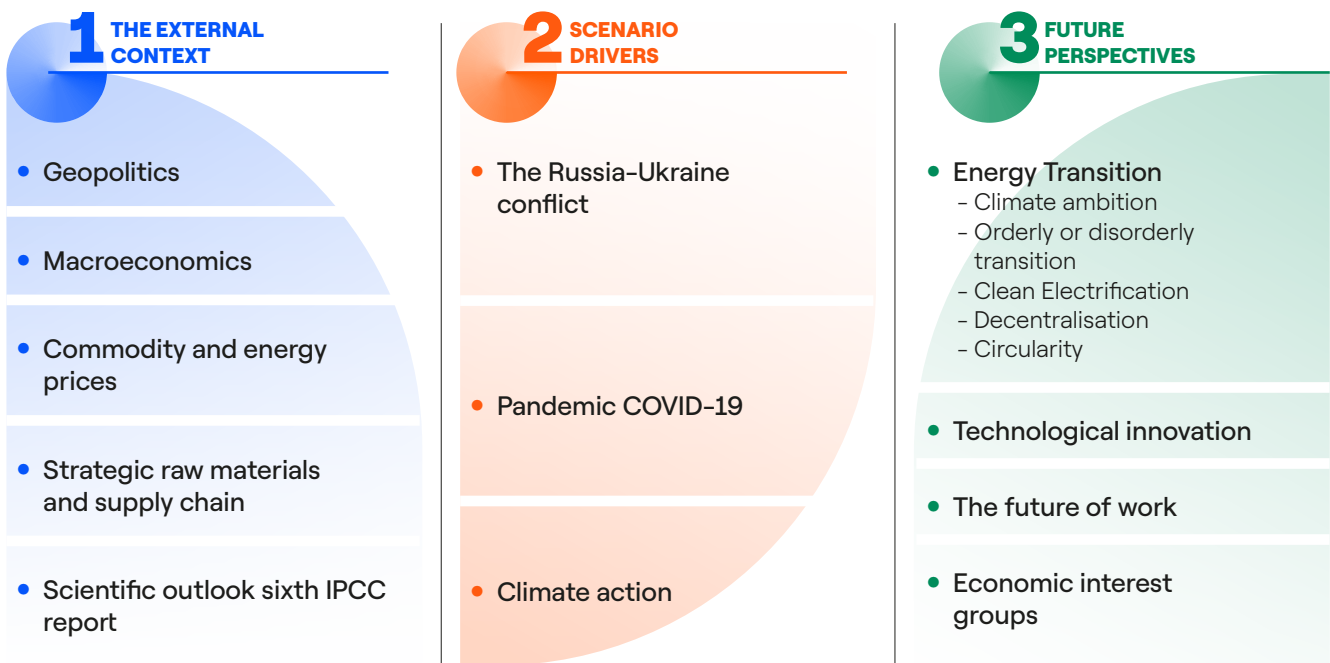 1 THE EXTERNAL
CONTEXT
• Geopolitics
• Macroeconomics
• Commodity and energy
prices
• Strategic raw materials
and supply chain
• Scientific outlook sixth IPCC
report
2 SCENARIO
DRIVERS
• The Russia-Ukraine
conflict
• Pandemic COVID-19
• Climate action
3 FUTURE
PERSPECTIVES
• Energy Transition
- Climate ambition
- Orderly or disorderly
transition
- Clean Electrification
- Decentralisation
- Circularity
• Technological innovation
• The future of work
• Economic interest
groups